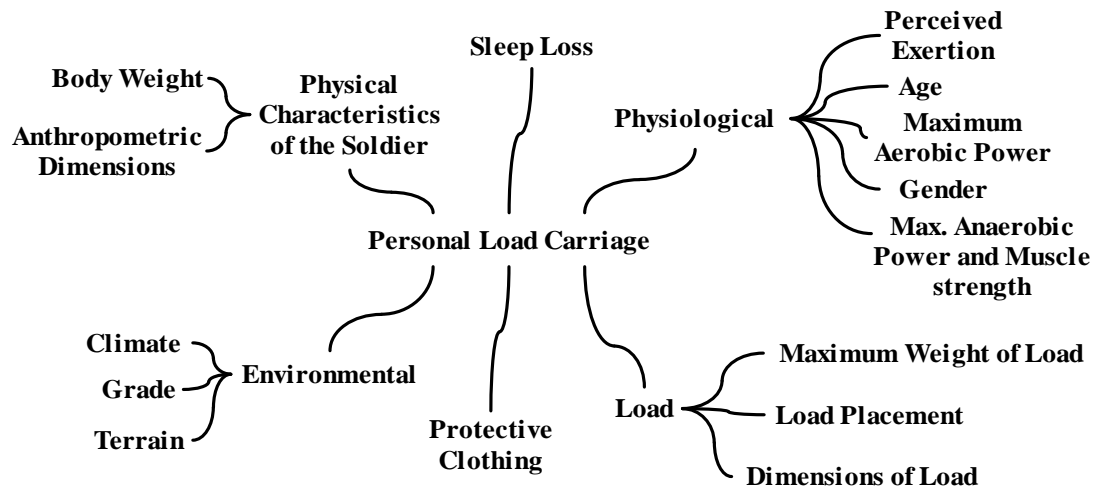 Sleep Loss
Body Weight
Anthropometric
Dimensions
Physical
Characteristics
of the Soldier
Physiological
Perceived
Exertion
Age
Maximum
Aerobic Power
Gender
Max. Anaerobic
Power and Muscle
strength
Personal Load Carriage
Climate
Grade
Terrain
Environmental
Protective
Clothing
Load
Maximum Weight of Load
Load Placement
Dimensions of Load